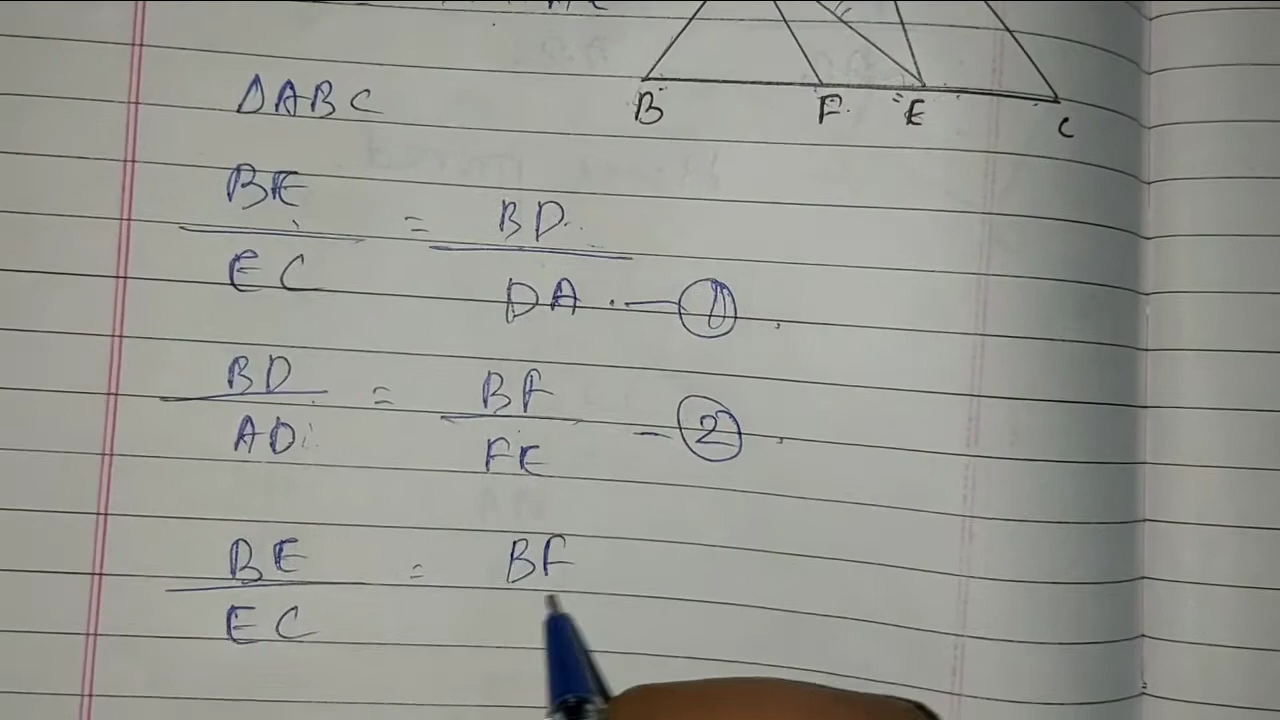 B F E C
ΔABC
BE
EC
= BD
DA — ①
BD
AD
= BF
FE
— ②
BE
EC
= BF